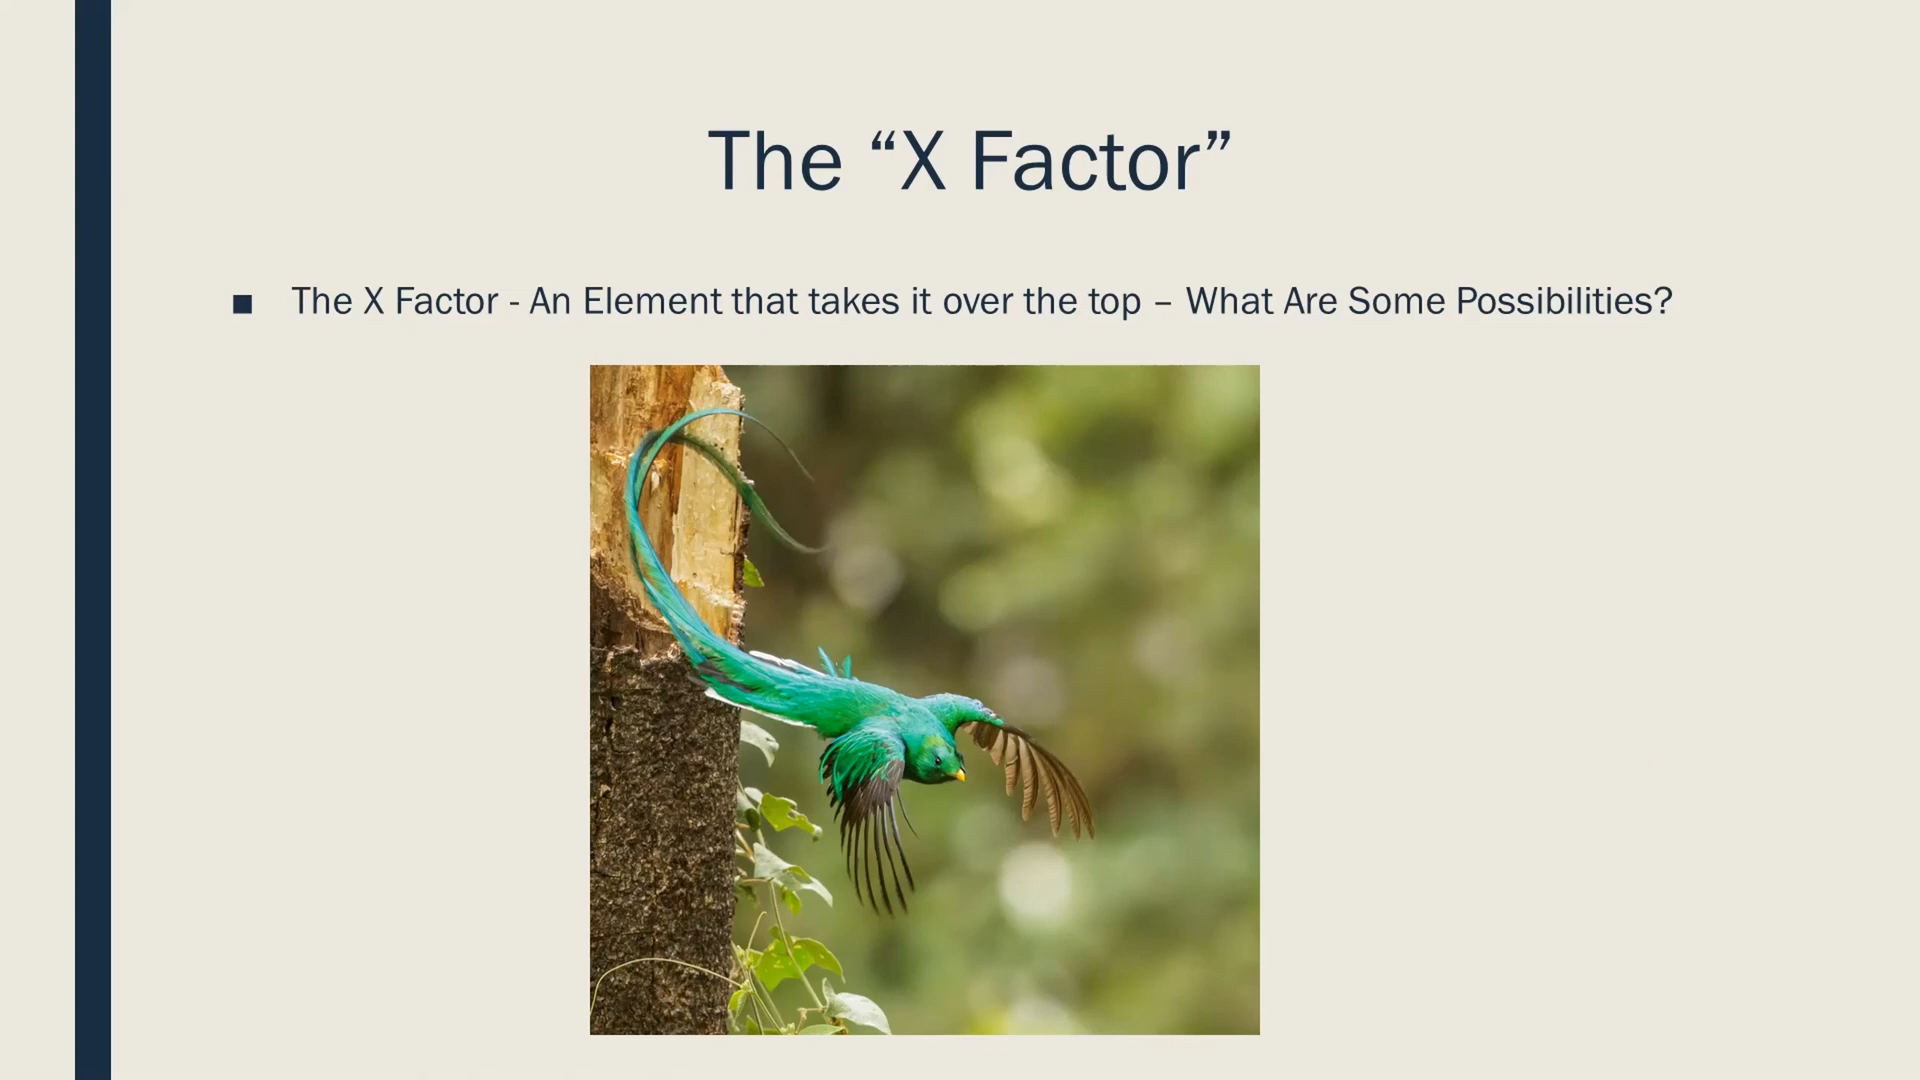 The “X Factor”
■ The X Factor - An Element that takes it over the top – What Are Some Possibilities?